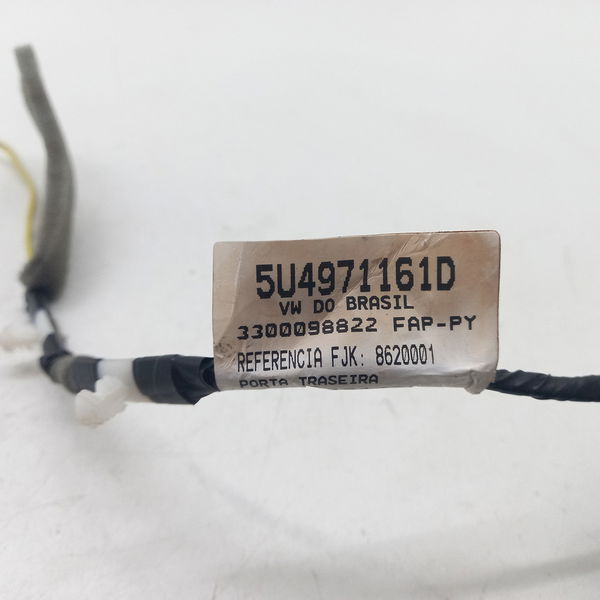 5U4971161D
VW DO BRASIL
3300098822 FAP-PY
REFERENCIA FJK: 8620001
PORTA TRASEIRA